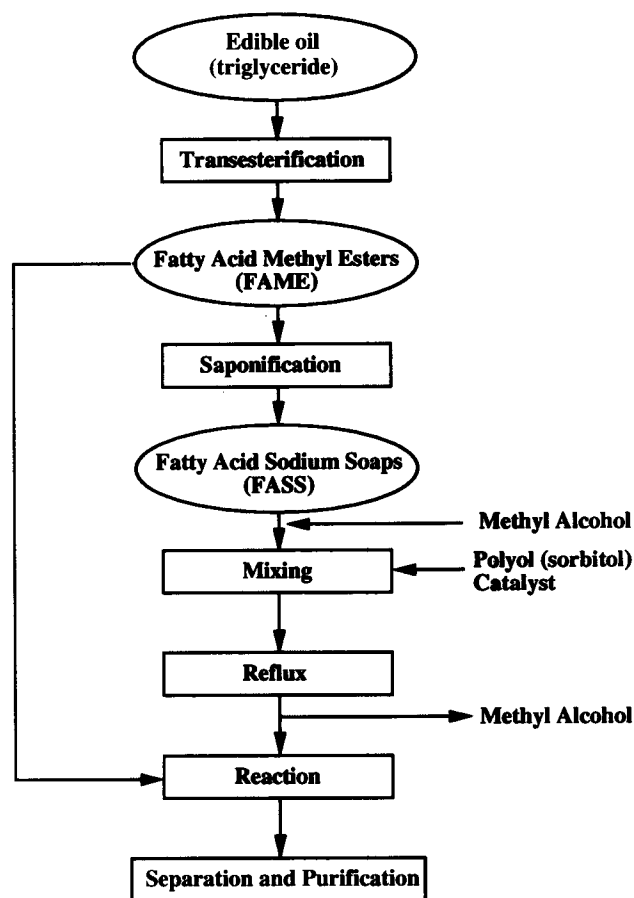 Edible oil
(triglyceride)
Transesterification
Fatty Acid Methyl Esters
(FAME)
Saponification
Fatty Acid Sodium Soaps
(FASS)
Methyl Alcohol
Mixing
Polyol (sorbitol)
Catalyst
Reflux
Methyl Alcohol
Reaction
Separation and Purification